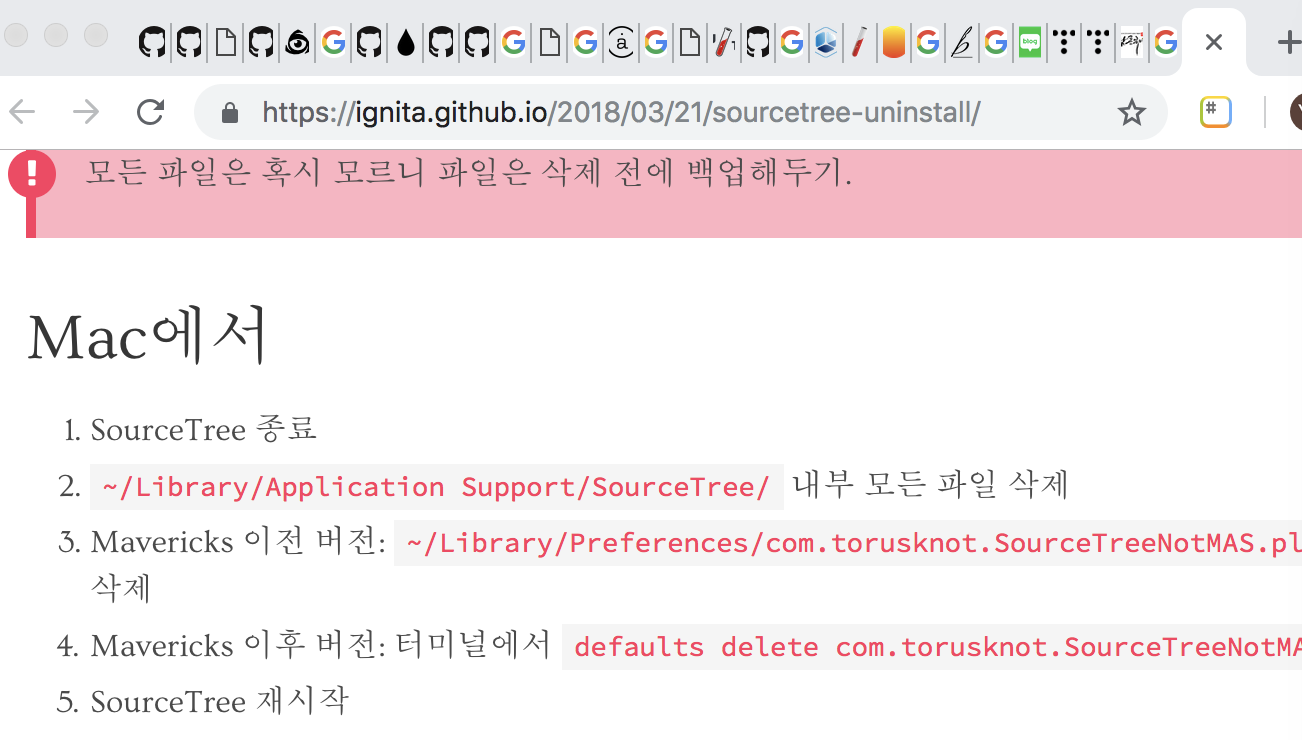 https://ignita.github.io/2018/03/21/sourcetree-uninstall/
모든 파일은 혹시 모르니 파일은 삭제 전에 백업해두기.
Mac에서
1. SourceTree 종료
2. ~/Library/Application Support/SourceTree/ 내부 모든 파일 삭제
3. Mavericks 이전 버전: ~/Library/Preferences/com.torusknot.SourceTreeNotMAS.pl
삭제
4. Mavericks 이후 버전: 터미널에서 defaults delete com.torusknot.SourceTreeNotMA
5. SourceTree 재시작